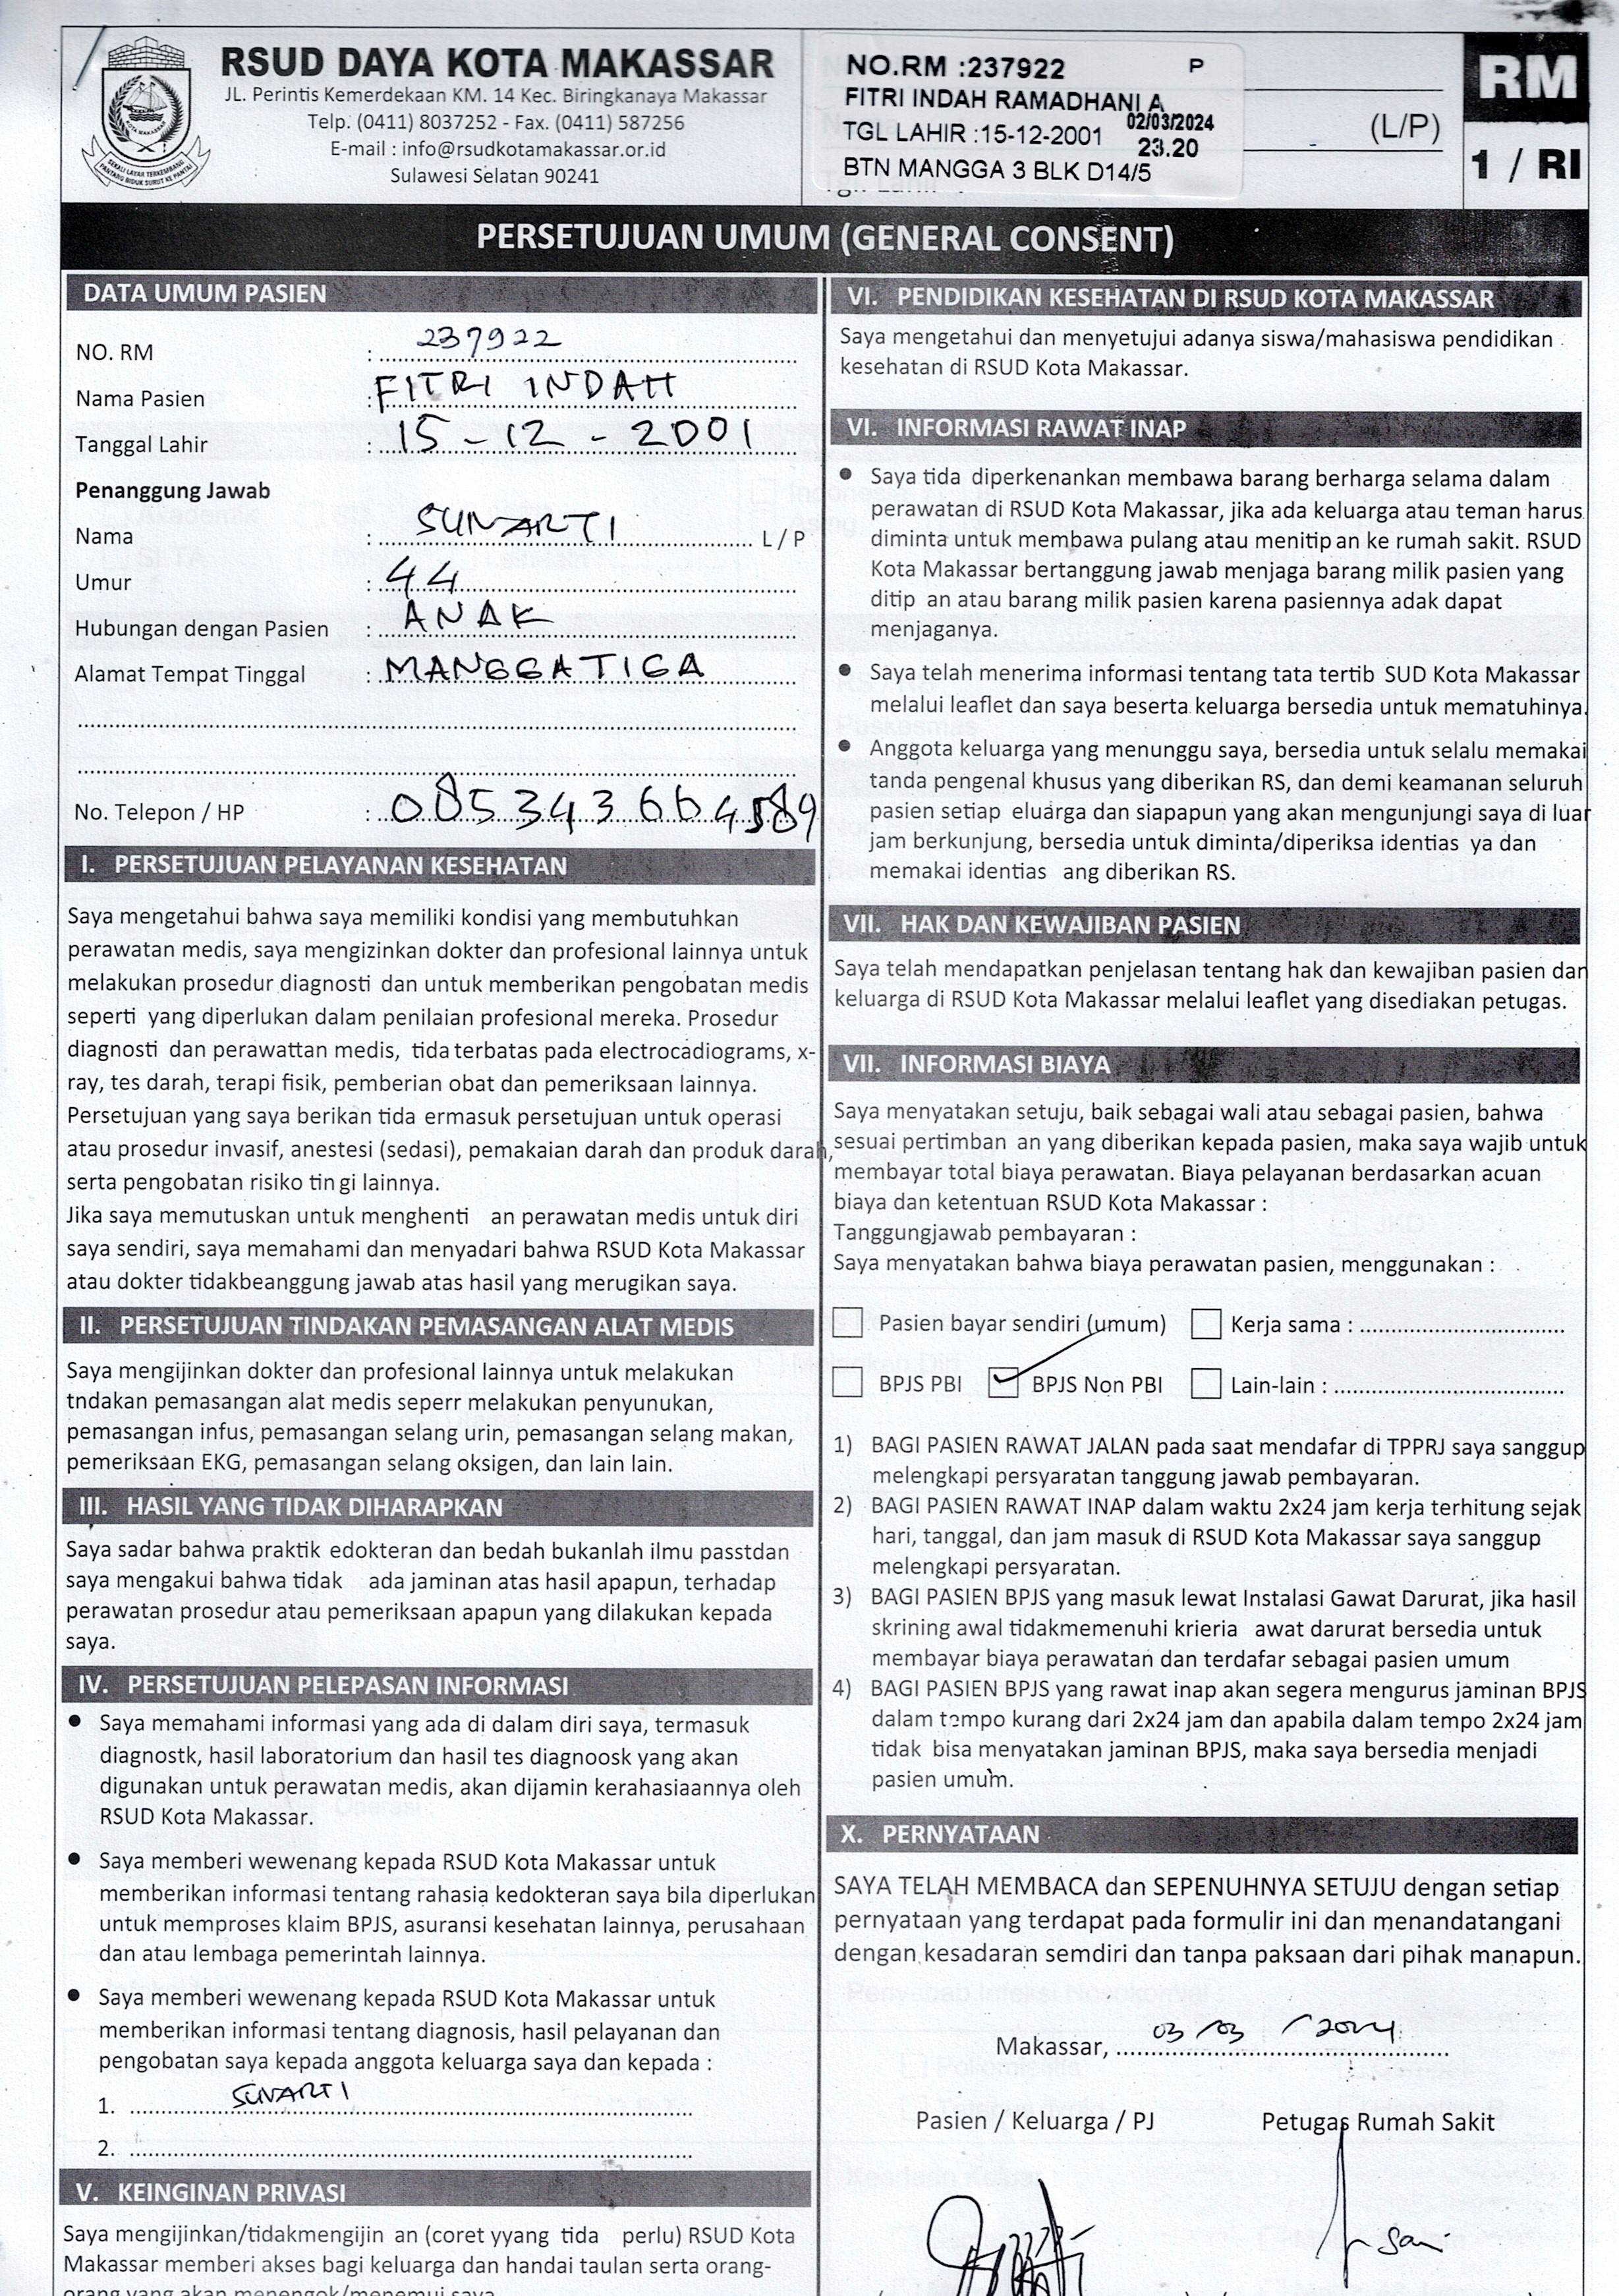 RSUD DAYA KOTA MAKASSAR
JL. Perintis Kemerdekaan KM. 14 Kec. Biringkanaya Makassar
Telp. (0411) 8037252 - Fax. (0411) 587256
E-mail : info@rsudkotamakassar.or.id
Sulawesi Selatan 90241
NO.RM :237922 P
FITRI INDAH RAMADHANI A
TGL LAHIR :15-12-2001 02/03/2024
23.20
BTN MANGGA 3 BLK D14/5
(L/P)
RM
1 / RI
PERSETUJUAN UMUM (GENERAL CONSENT)
DATA UMUM PASIEN
NO. RM : 237922
Nama Pasien : FITRI INDAH
Tanggal Lahir : 15 - 12 - 2001
Penanggung Jawab
Nama : SUNARTI L / P
Umur : 44
Hubungan dengan Pasien : ANAK
Alamat Tempat Tinggal : MANGGA TIGA
No. Telepon / HP : 085343664589
I. PERSETUJUAN PELAYANAN KESEHATAN
Saya mengetahui bahwa saya memiliki kondisi yang membutuhkan
perawatan medis, saya mengizinkan dokter dan profesional lainnya untuk
melakukan prosedur diagnosti dan untuk memberikan pengobatan medis
seperti yang diperlukan dalam penilaian profesional mereka. Prosedur
diagnosti dan perawattan medis, tida terbatas pada electrocadiograms, x-
ray, tes darah, terapi fisik, pemberian obat dan pemeriksaan lainnya.
Persetujuan yang saya berikan tida ermasuk persetujuan untuk operasi
atau prosedur invasif, anestesi (sedasi), pemakaian darah dan produk darah,
serta pengobatan risiko tin gi lainnya.
Jika saya memutuskan untuk menghenti an perawatan medis untuk diri
saya sendiri, saya memahami dan menyadari bahwa RSUD Kota Makassar
atau dokter tidakbeanggung jawab atas hasil yang merugikan saya.
II. PERSETUJUAN TINDAKAN PEMASANGAN ALAT MEDIS
Saya mengijinkan dokter dan profesional lainnya untuk melakukan
tndakan pemasangan alat medis seperr melakukan penyunukan,
pemasangan infus, pemasangan selang urin, pemasangan selang makan,
pemeriksaan EKG, pemasangan selang oksigen, dan lain lain.
III. HASIL YANG TIDAK DIHARAPKAN
Saya sadar bahwa praktik edokteran dan bedah bukanlah ilmu passtdan
saya mengakui bahwa tidak ada jaminan atas hasil apapun, terhadap
perawatan prosedur atau pemeriksaan apapun yang dilakukan kepada
saya.
IV. PERSETUJUAN PELEPASAN INFORMASI
● Saya memahami informasi yang ada di dalam diri saya, termasuk
diagnostk, hasil laboratorium dan hasil tes diagnoosk yang akan
digunakan untuk perawatan medis, akan dijamin kerahasiaannya oleh
RSUD Kota Makassar.
● Saya memberi wewenang kepada RSUD Kota Makassar untuk
memberikan informasi tentang rahasia kedokteran saya bila diperlukan
untuk memproses klaim BPJS, asuransi kesehatan lainnya, perusahaan
dan atau lembaga pemerintah lainnya.
● Saya memberi wewenang kepada RSUD Kota Makassar untuk
memberikan informasi tentang diagnosis, hasil pelayanan dan
pengobatan saya kepada anggota keluarga saya dan kepada :
1. SUNARTI
2.
V. KEINGINAN PRIVASI
Saya mengijinkan/tidakmengijin an (coret yyang tida perlu) RSUD Kota
Makassar memberi akses bagi keluarga dan handai taulan serta orang-
orang yang akan menengok/menemui saya
VI. PENDIDIKAN KESEHATAN DI RSUD KOTA MAKASSAR
Saya mengetahui dan menyetujui adanya siswa/mahasiswa pendidikan
kesehatan di RSUD Kota Makassar.
VI. INFORMASI RAWAT INAP
● Saya tida diperkenankan membawa barang berharga selama dalam
perawatan di RSUD Kota Makassar, jika ada keluarga atau teman harus
diminta untuk membawa pulang atau menitip an ke rumah sakit. RSUD
Kota Makassar bertanggung jawab menjaga barang milik pasien yang
ditip an atau barang milik pasien karena pasiennya adak dapat
menjaganya.
● Saya telah menerima informasi tentang tata tertib SUD Kota Makassar
melalui leaflet dan saya beserta keluarga bersedia untuk mematuhinya.
● Anggota keluarga yang menunggu saya, bersedia untuk selalu memakai
tanda pengenal khusus yang diberikan RS, dan demi keamanan seluruh
pasien setiap eluarga dan siapapun yang akan mengunjungi saya di luar
jam berkunjung, bersedia untuk diminta/diperiksa identias ya dan
memakai identias ang diberikan RS.
VII. HAK DAN KEWAJIBAN PASIEN
Saya telah mendapatkan penjelasan tentang hak dan kewajiban pasien dan
keluarga di RSUD Kota Makassar melalui leaflet yang disediakan petugas.
VII. INFORMASI BIAYA
Saya menyatakan setuju, baik sebagai wali atau sebagai pasien, bahwa
sesuai pertimban an yang diberikan kepada pasien, maka saya wajib untuk
membayar total biaya perawatan. Biaya pelayanan berdasarkan acuan
biaya dan ketentuan RSUD Kota Makassar :
Tanggungjawab pembayaran :
Saya menyatakan bahwa biaya perawatan pasien, menggunakan :
Pasien bayar sendiri (umum) Kerja sama :
BPJS PBI BPJS Non PBI Lain-lain :
1) BAGI PASIEN RAWAT JALAN pada saat mendafar di TPPRJ saya sanggup
melengkapi persyaratan tanggung jawab pembayaran.
2) BAGI PASIEN RAWAT INAP dalam waktu 2x24 jam kerja terhitung sejak
hari, tanggal, dan jam masuk di RSUD Kota Makassar saya sanggup
melengkapi persyaratan.
3) BAGI PASIEN BPJS yang masuk lewat Instalasi Gawat Darurat, jika hasil
skrining awal tidakmemenuhi krieria awat darurat bersedia untuk
membayar biaya perawatan dan terdafar sebagai pasien umum
4) BAGI PASIEN BPJS yang rawat inap akan segera mengurus jaminan BPJS
dalam tempo kurang dari 2x24 jam dan apabila dalam tempo 2x24 jam
tidak bisa menyatakan jaminan BPJS, maka saya bersedia menjadi
pasien umum.
X. PERNYATAAN
SAYA TELAH MEMBACA dan SEPENUHNYA SETUJU dengan setiap
pernyataan yang terdapat pada formulir ini dan menandatangani
dengan kesadaran semdiri dan tanpa paksaan dari pihak manapun.
Makassar, 03/03/2024
Pasien / Keluarga / PJ Petugas Rumah Sakit